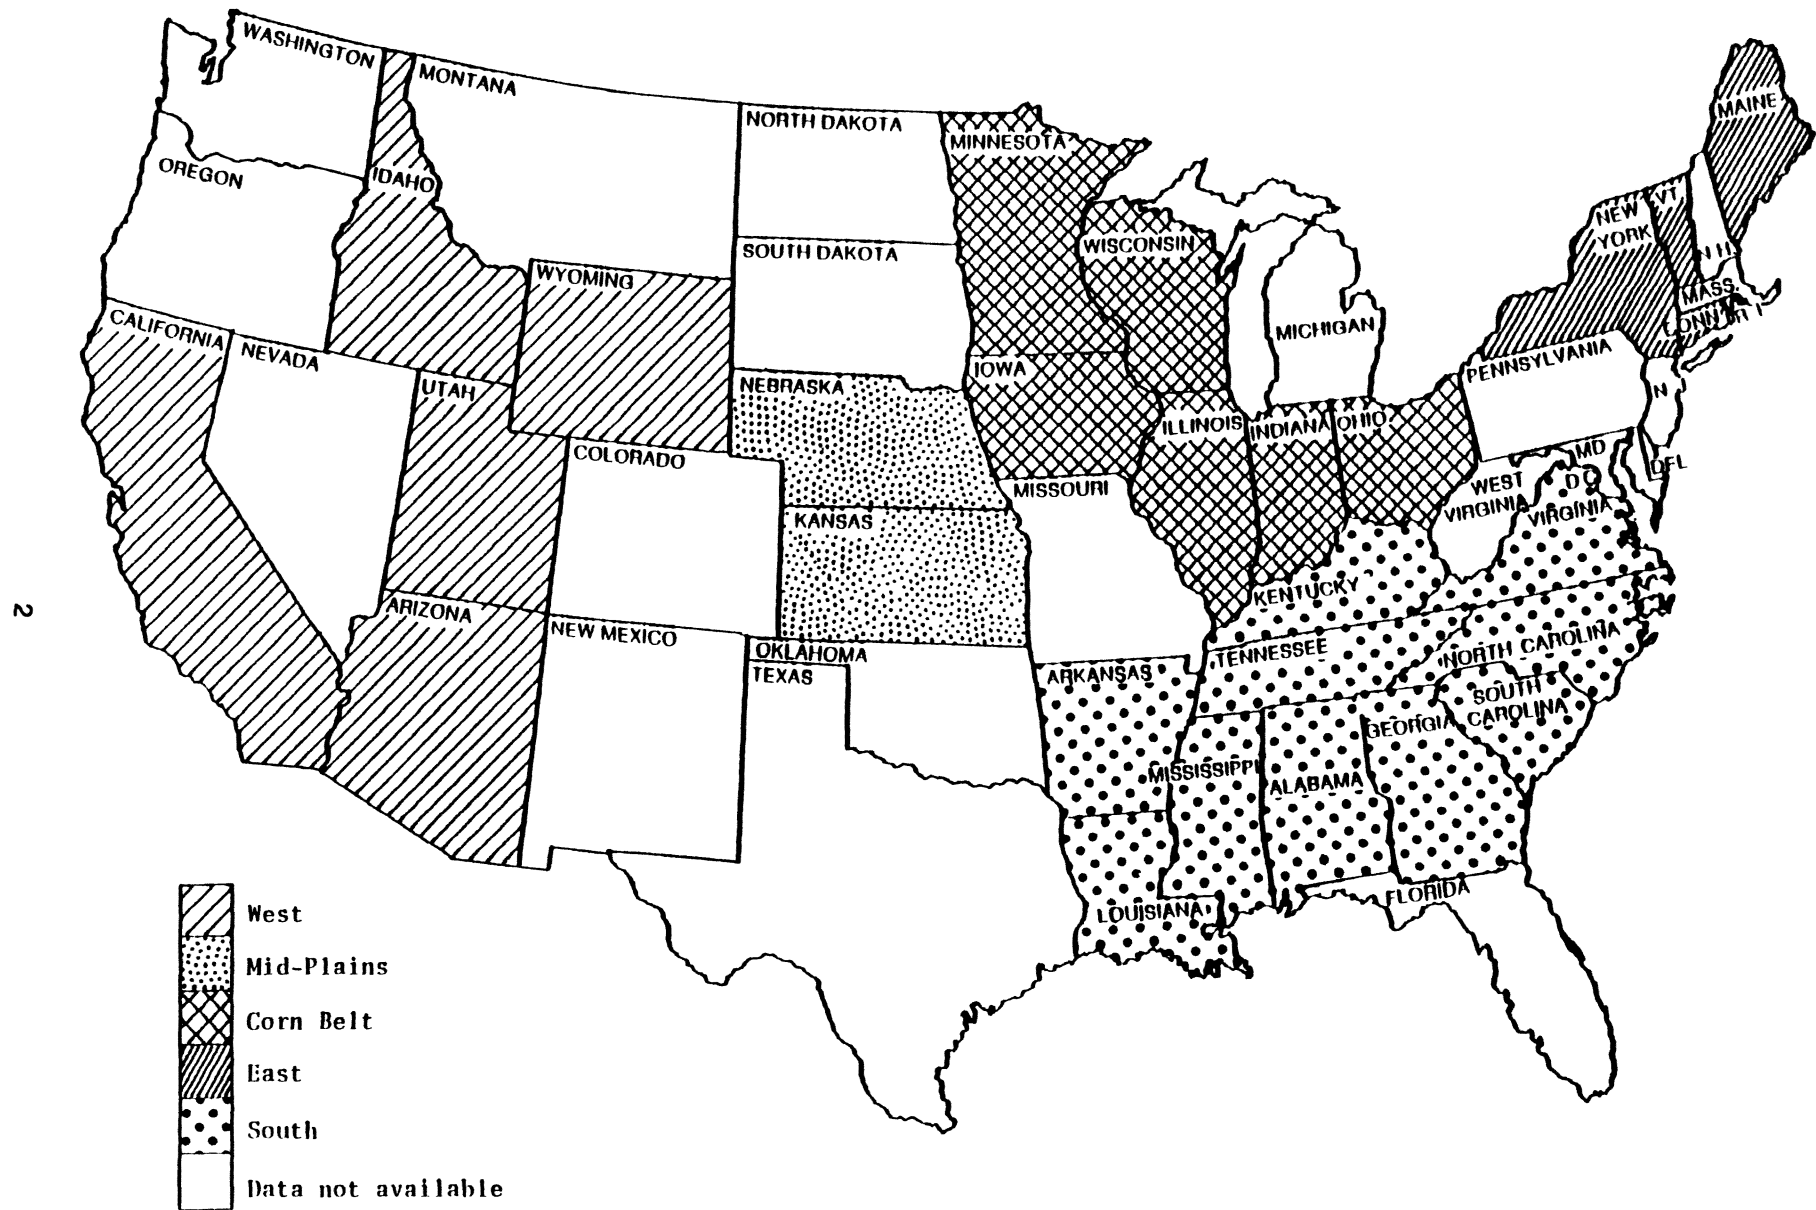 WASHINGTON
MONTANA
NORTH DAKOTA
MINNESOTA
MAINE
OREGON
IDAHO
SOUTH DAKOTA
WISCONSIN
NEW
YORK
VT
N H
WYOMING
CALIFORNIA
NEVADA
UTAH
NEBRASKA
IOWA
MICHIGAN
MASS.
CONN
R I
PENNSYLVANIA
N J
ILLINOIS
INDIANA
OHIO
COLORADO
MISSOURI
KANSAS
WEST
VIRGINIA
MD
DEL
D C
VIRGINIA
KENTUCKY
2
ARIZONA
NEW MEXICO
OKLAHOMA
TEXAS
ARKANSAS
TENNESSEE
NORTH CAROLINA
SOUTH
CAROLINA
GEORGIA
MISSISSIPPI
ALABAMA
LOUISIANA
FLORIDA
West
Mid-Plains
Corn Belt
East
South
Data not available